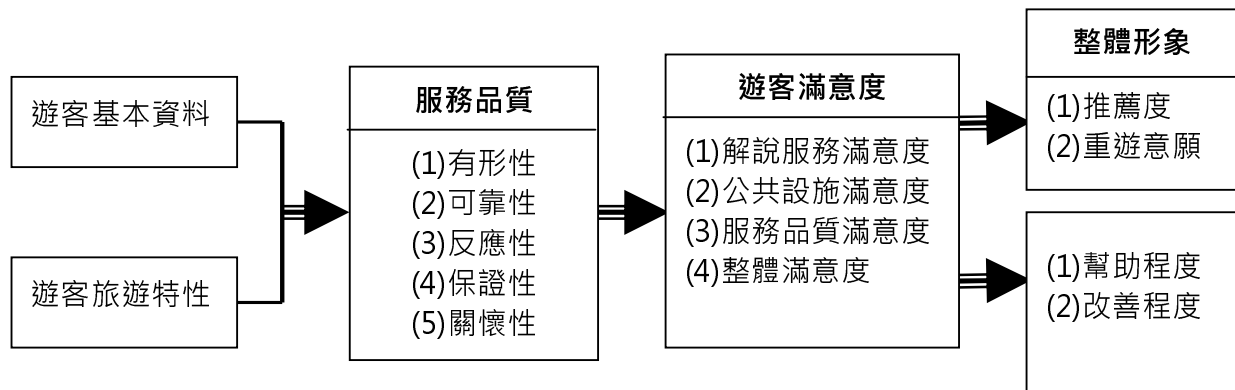 遊客基本資料
遊客旅遊特性
服務品質
(1)有形性
(2)可靠性
(3)反應性
(4)保證性
(5)關懷性
遊客滿意度
(1)解說服務滿意度
(2)公共設施滿意度
(3)服務品質滿意度
(4)整體滿意度
整體形象
(1)推薦度
(2)重遊意願
(1)幫助程度
(2)改善程度